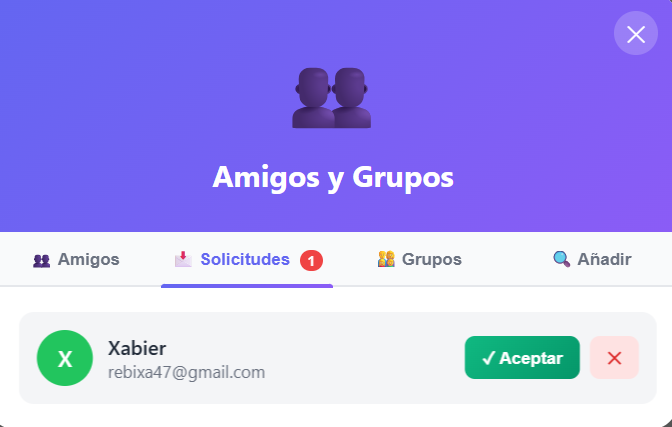 Amigos y Grupos
Amigos
Solicitudes 1
Grupos
Añadir
X
Xabier
rebixa47@gmail.com
✓ Aceptar
✕